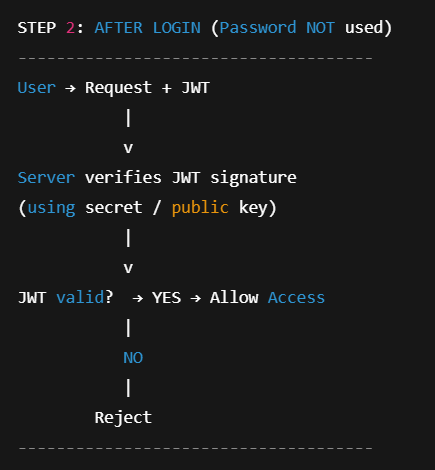 STEP 2: AFTER LOGIN (Password NOT used)
-------------------------------------
User → Request + JWT
|
v
Server verifies JWT signature
(using secret / public key)
|
v
JWT valid?  → YES → Allow Access
|
NO
|
Reject
-------------------------------------